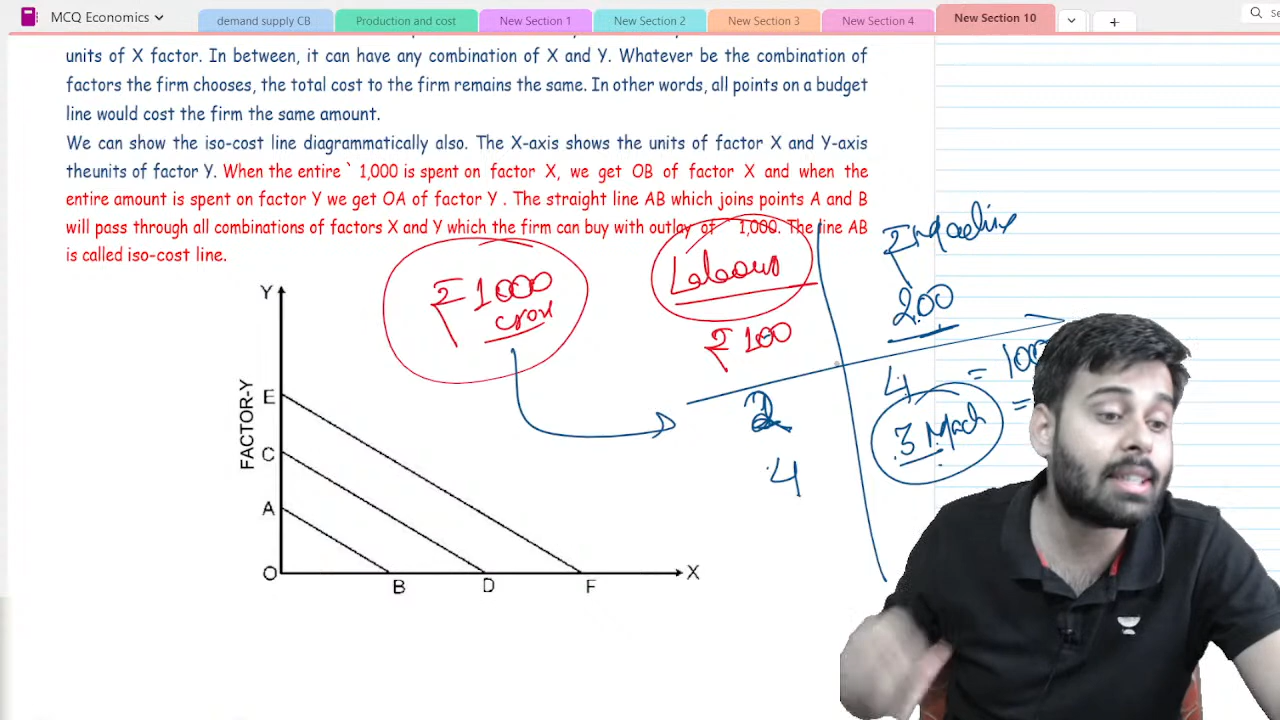 MCQ Economics
demand supply CB
Production and cost
New Section 1
New Section 2
New Section 3
New Section 4
New Section 10
+
units of X factor. In between, it can have any combination of X and Y. Whatever be the combination of
factors the firm chooses, the total cost to the firm remains the same. In other words, all points on a budget
line would cost the firm the same amount.
We can show the iso-cost line diagrammatically also. The X-axis shows the units of factor X and Y-axis
theunits of factor Y. When the entire ` 1,000 is spent on factor X, we get OB of factor X and when the
entire amount is spent on factor Y we get OA of factor Y . The straight line AB which joins points A and B
will pass through all combinations of factors X and Y which the firm can buy with outlay of 1,000. The line AB
is called iso-cost line.
Y
E
C
A
O
B
D
F
X
FACTOR-Y
₹ 1000
Labour
₹ 100
200
2
4 = 1000
4
3 Mach =